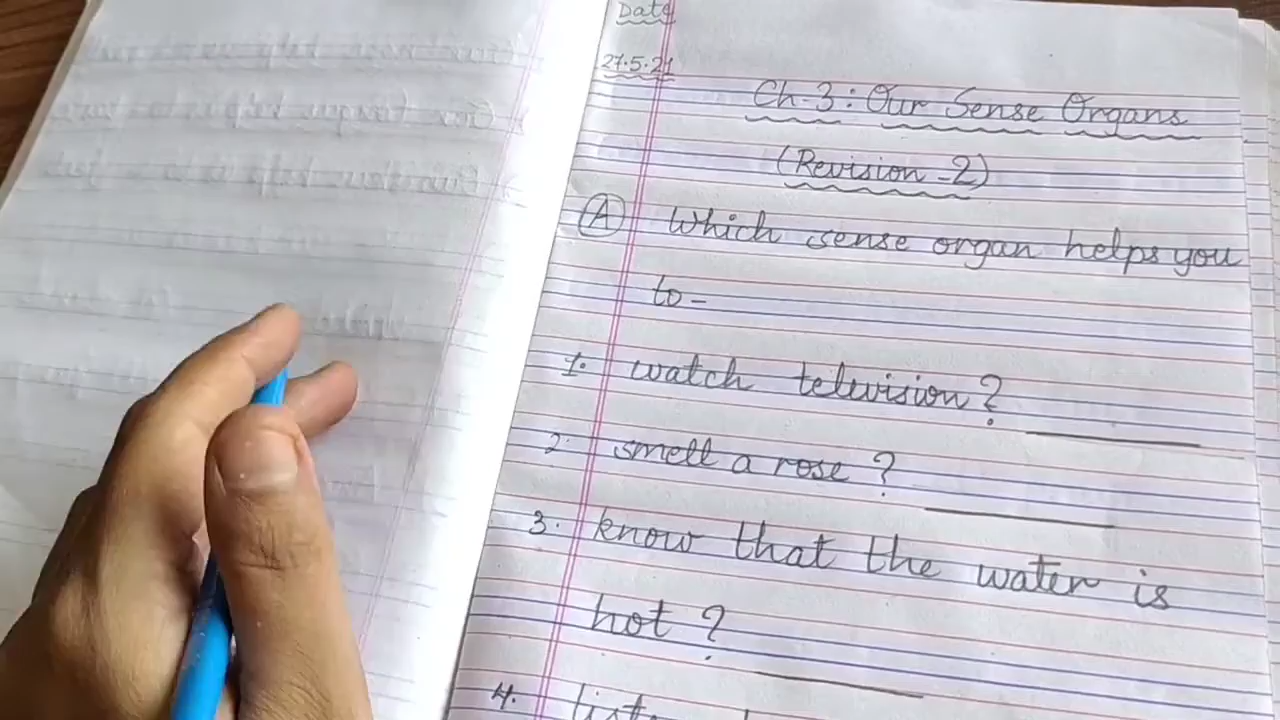 Date
27.5.21
Ch-3: Our Sense Organs
(Revision-2)
A Which sense organ helps you
to-
1. watch television?
2. smell a rose?
3. know that the water is
hot?
4.